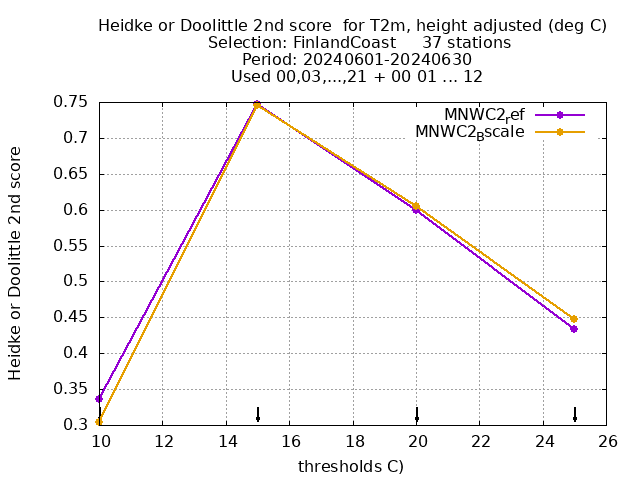 Heidke or Doolittle 2nd score  for T2m, height adjusted (deg C)
Selection: FinlandCoast     37 stations
Period: 20240601-20240630
Used 00,03,...,21 + 00 01 ... 12
MNWC2ref
MNWC2Bscale
Heidke or Doolittle 2nd score
0.75
0.7
0.65
0.6
0.55
0.5
0.45
0.4
0.35
0.3
10 12 14 16 18 20 22 24 26
thresholds C)